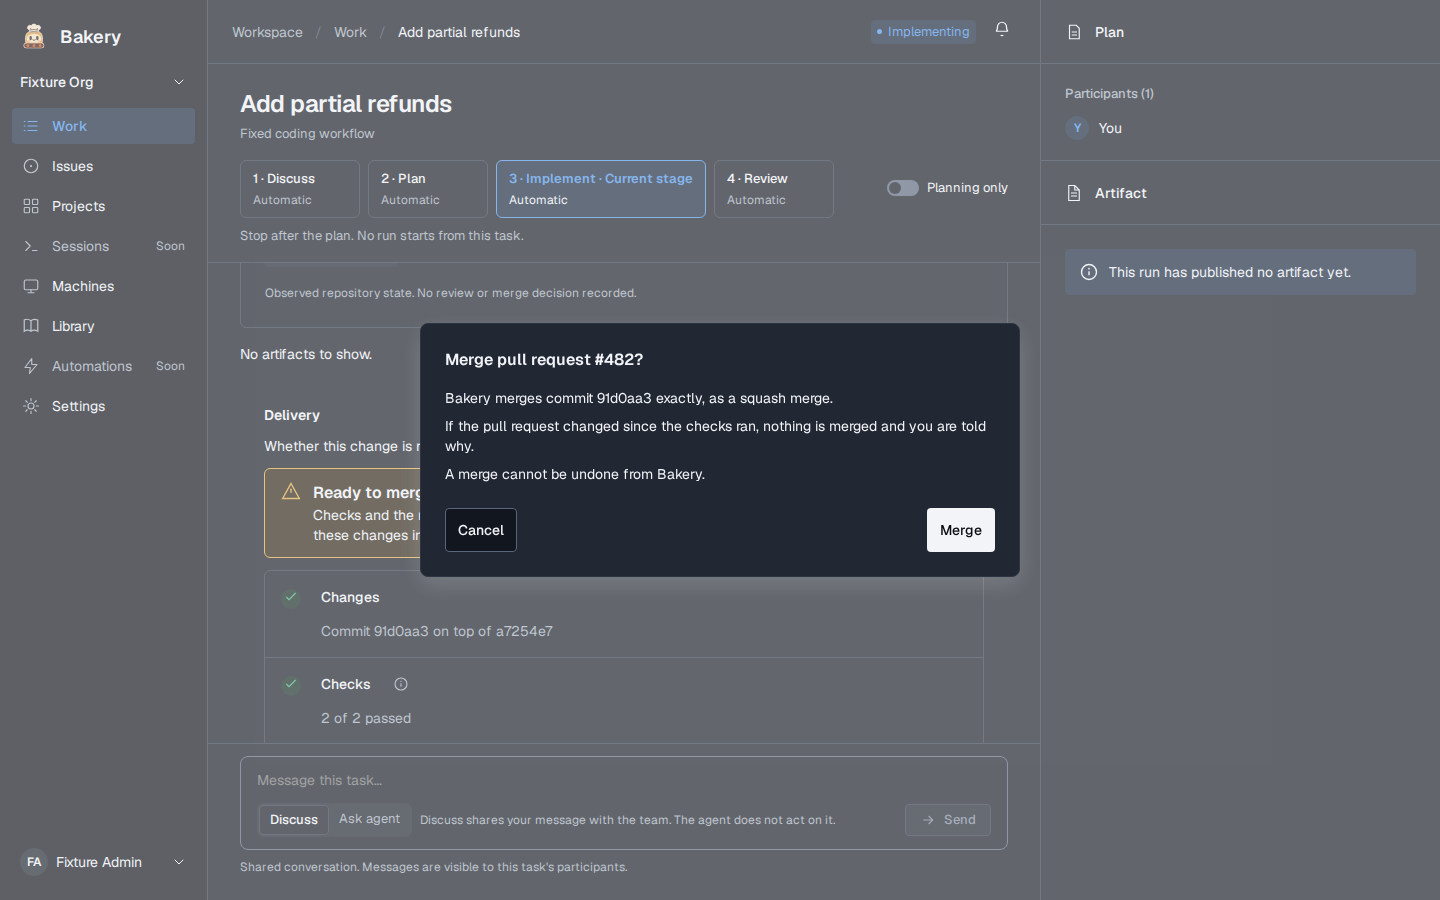 Bakery
Fixture Org
Work
Issues
Projects
Sessions Soon
Machines
Library
Automations Soon
Settings
FA Fixture Admin
Workspace / Work / Add partial refunds
Implementing
Add partial refunds
Fixed coding workflow
1 · Discuss
Automatic
2 · Plan
Automatic
3 · Implement · Current stage
Automatic
4 · Review
Automatic
Planning only
Stop after the plan. No run starts from this task.
Observed repository state. No review or merge decision recorded.
No artifacts to show.
Delivery
Whether this change is
Ready to merg
Checks and the
these changes in
Merge pull request #482?
Bakery merges commit 91d0aa3 exactly, as a squash merge.
If the pull request changed since the checks ran, nothing is merged and you are told
why.
A merge cannot be undone from Bakery.
Cancel
Merge
Changes
Commit 91d0aa3 on top of a7254e7
Checks
2 of 2 passed
Message this task...
Discuss
Ask agent
Discuss shares your message with the team. The agent does not act on it.
Send
Shared conversation. Messages are visible to this task's participants.
Plan
Participants (1)
Y You
Artifact
This run has published no artifact yet.